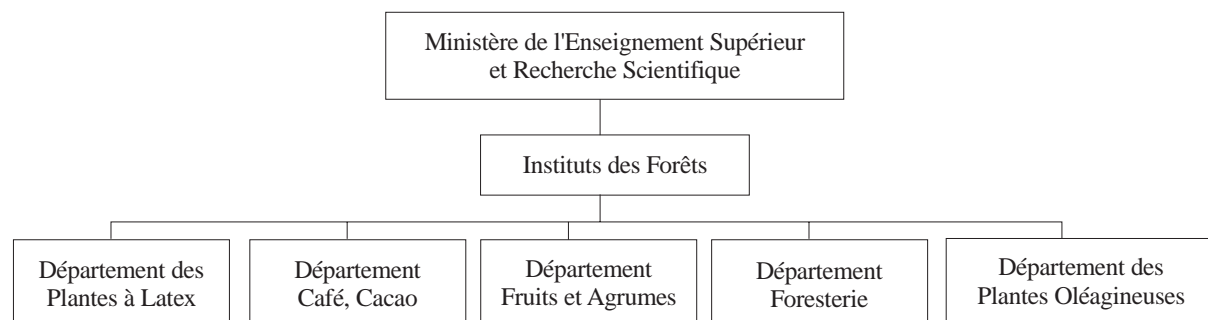 Ministère de l'Enseignement Supérieur
et Recherche Scientifique
Instituts des Forêts
Département des
Plantes à Latex
Département
Café, Cacao
Département
Fruits et Agrumes
Département
Foresterie
Département des
Plantes Oléagineuses